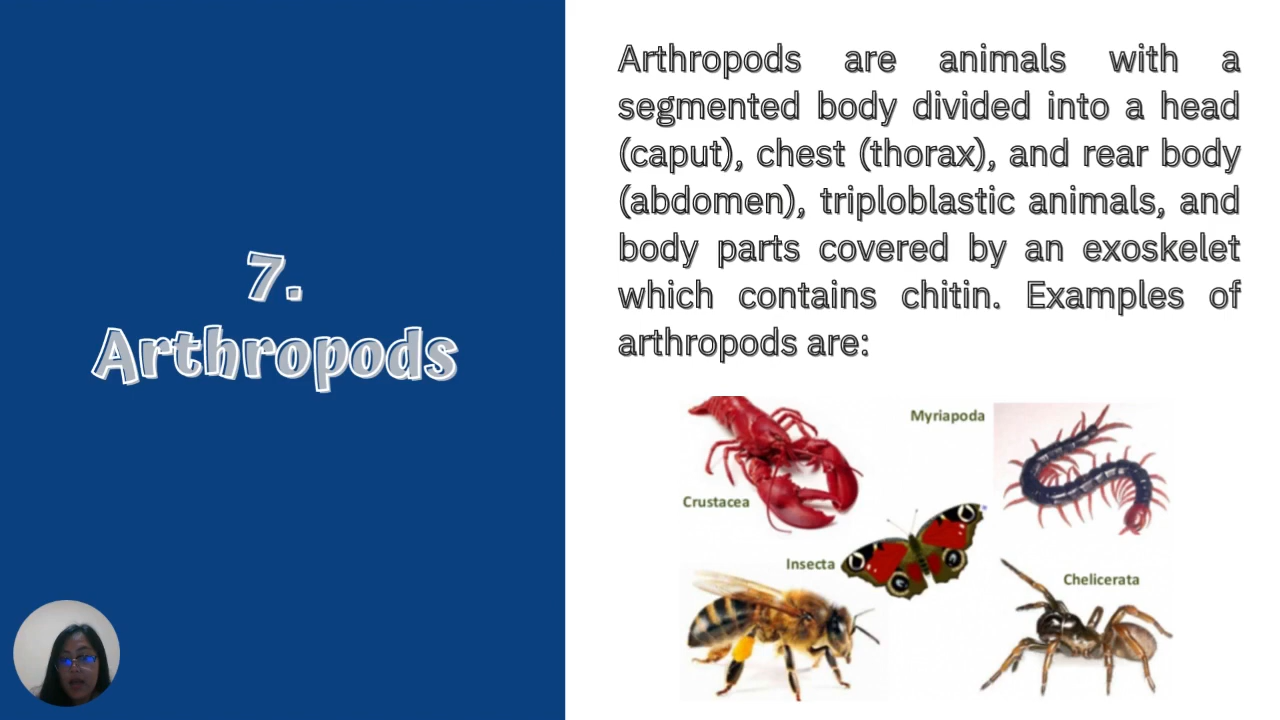 7.
Arthropods
Arthropods are animals with a
segmented body divided into a head
(caput), chest (thorax), and rear body
(abdomen), triploblastic animals, and
body parts covered by an exoskelet
which contains chitin. Examples of
arthropods are:
Myriapoda
Crustacea
Insecta
Chelicerata